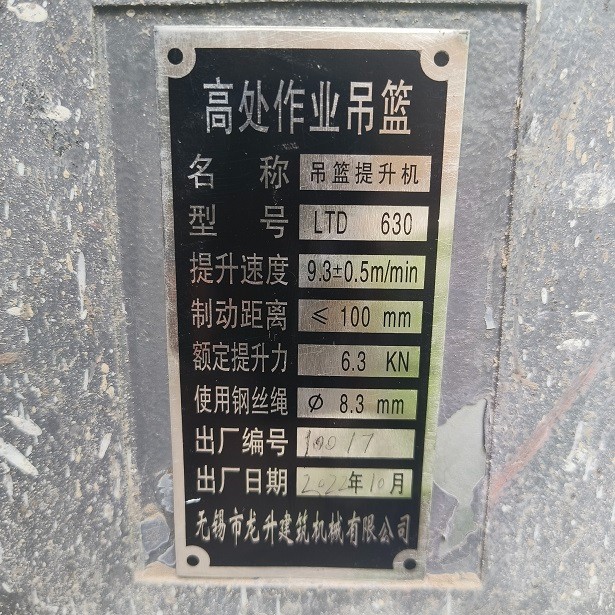 高处作业吊篮
名 称 吊篮提升机
型 号 LTD 630
提升速度 9.3±0.5m/min
制动距离 ≤ 100 mm
额定提升力 6.3 KN
使用钢丝绳 Ø 8.3 mm
出厂编号 10017
出厂日期 2022年10月
无锡市龙升建筑机械有限公司